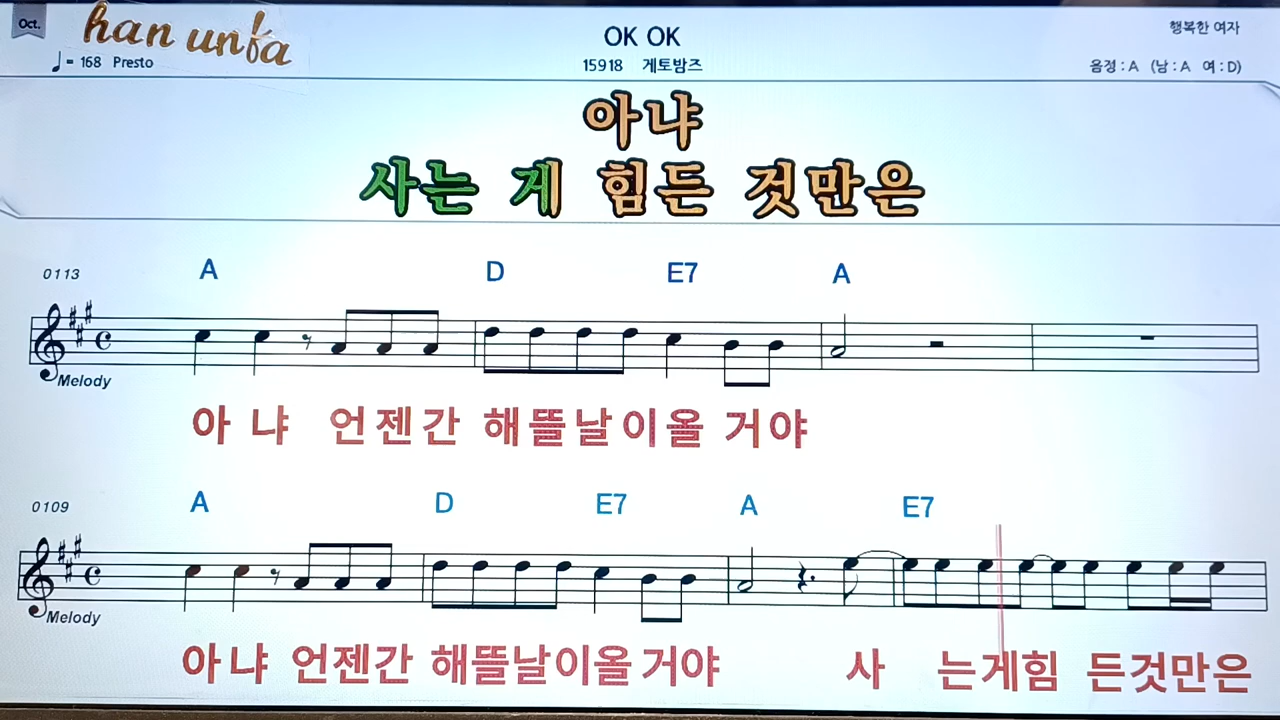 Oct.
han unfa
♩ = 168 Presto
OK OK
15918 게토밤즈
행복한 여자
음정 : A (남 : A 여 : D)
아냐
사는 게 힘든 것만은
0113
A D E7 A
Melody
아 냐 언젠간 해뜰날이올 거야
0109
A D E7 A E7
Melody
아냐 언젠간 해뜰날이올거야 사 는게힘 든것만은